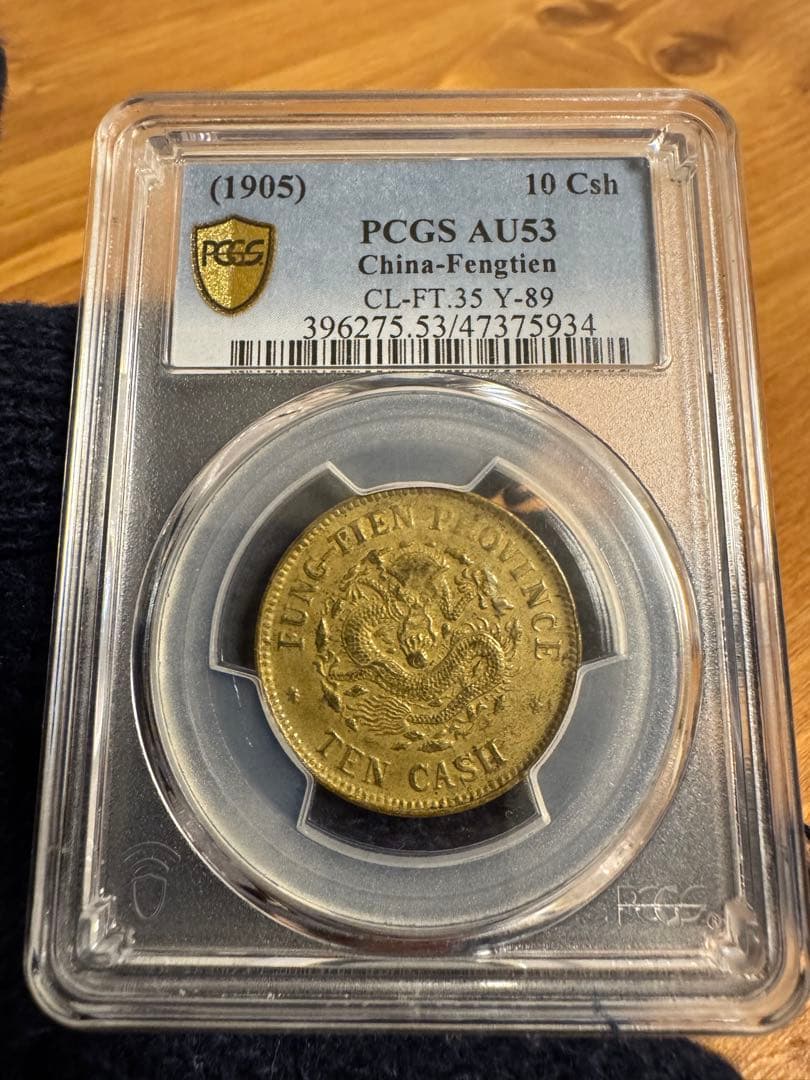 (1905) 10 Csh
PCGS
PCGS AU53
China-Fengtien
CL-FT.35 Y-89
396275.53/47375934
FUNG-TIEN PROVINCE
TEN CASH
PCGS